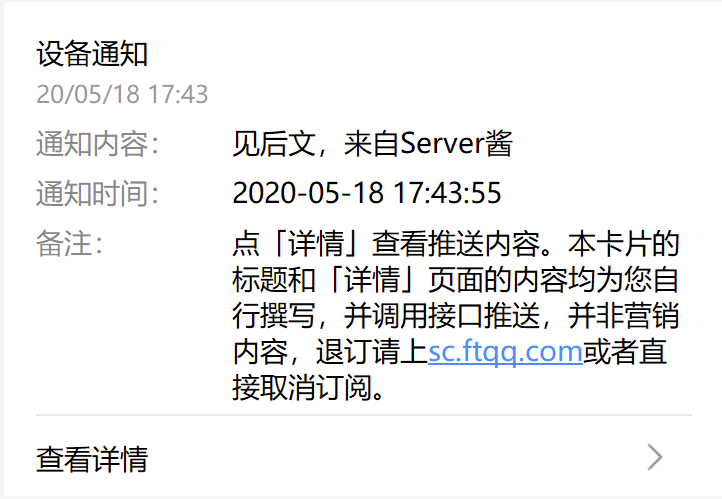 设备通知
20/05/18 17:43
通知内容： 见后文，来自Server酱
通知时间： 2020-05-18 17:43:55
备注： 点「详情」查看推送内容。本卡片的
标题和「详情」页面的内容均为您自
行撰写，并调用接口推送，并非营销
内容，退订请上sc.ftqq.com或者直
接取消订阅。
查看详情